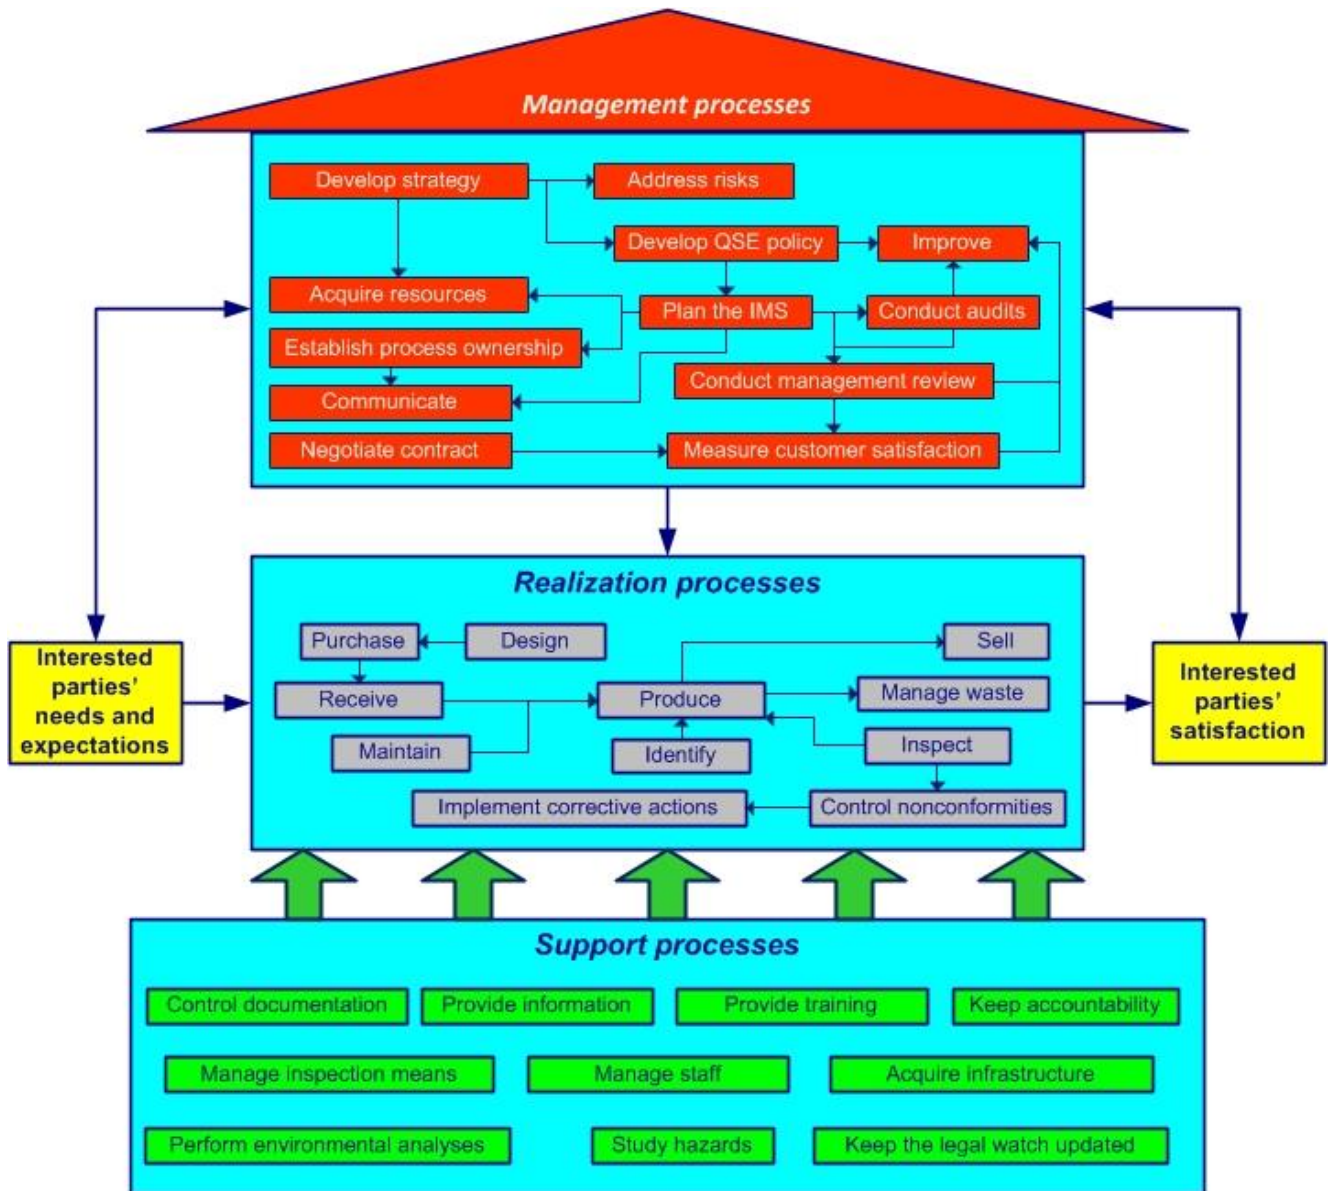 Management processes
Develop strategy
Address risks
Develop QSE policy
Improve
Acquire resources
Plan the IMS
Conduct audits
Establish process ownership
Conduct management review
Communicate
Negotiate contract
Measure customer satisfaction
Realization processes
Purchase
Design
Sell
Interested
parties’
needs and
expectations
Receive
Produce
Manage waste
Interested
parties’
satisfaction
Maintain
Identify
Inspect
Implement corrective actions
Control nonconformities
Support processes
Control documentation
Provide information
Provide training
Keep accountability
Manage inspection means
Manage staff
Acquire infrastructure
Perform environmental analyses
Study hazards
Keep the legal watch updated